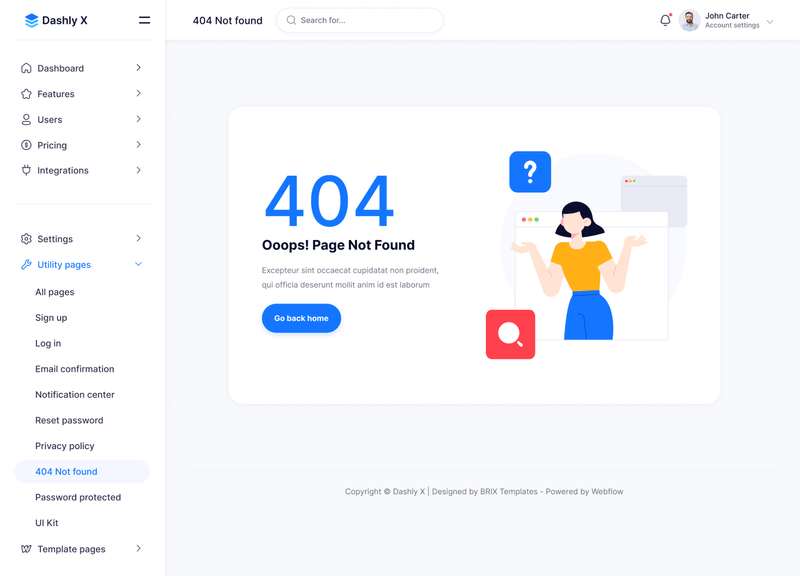 Dashly X
Dashboard
Features
Users
Pricing
Integrations
Settings
Utility pages
All pages
Sign up
Log in
Email confirmation
Notification center
Reset password
Privacy policy
404 Not found
Password protected
UI Kit
Template pages
404 Not found
Search for...
John Carter
Account settings
404
Ooops! Page Not Found
Excepteur sint occaecat cupidatat non proident,
qui officia deserunt mollit anim id est laborum
Go back home
?
Copyright © Dashly X | Designed by BRIX Templates - Powered by Webflow